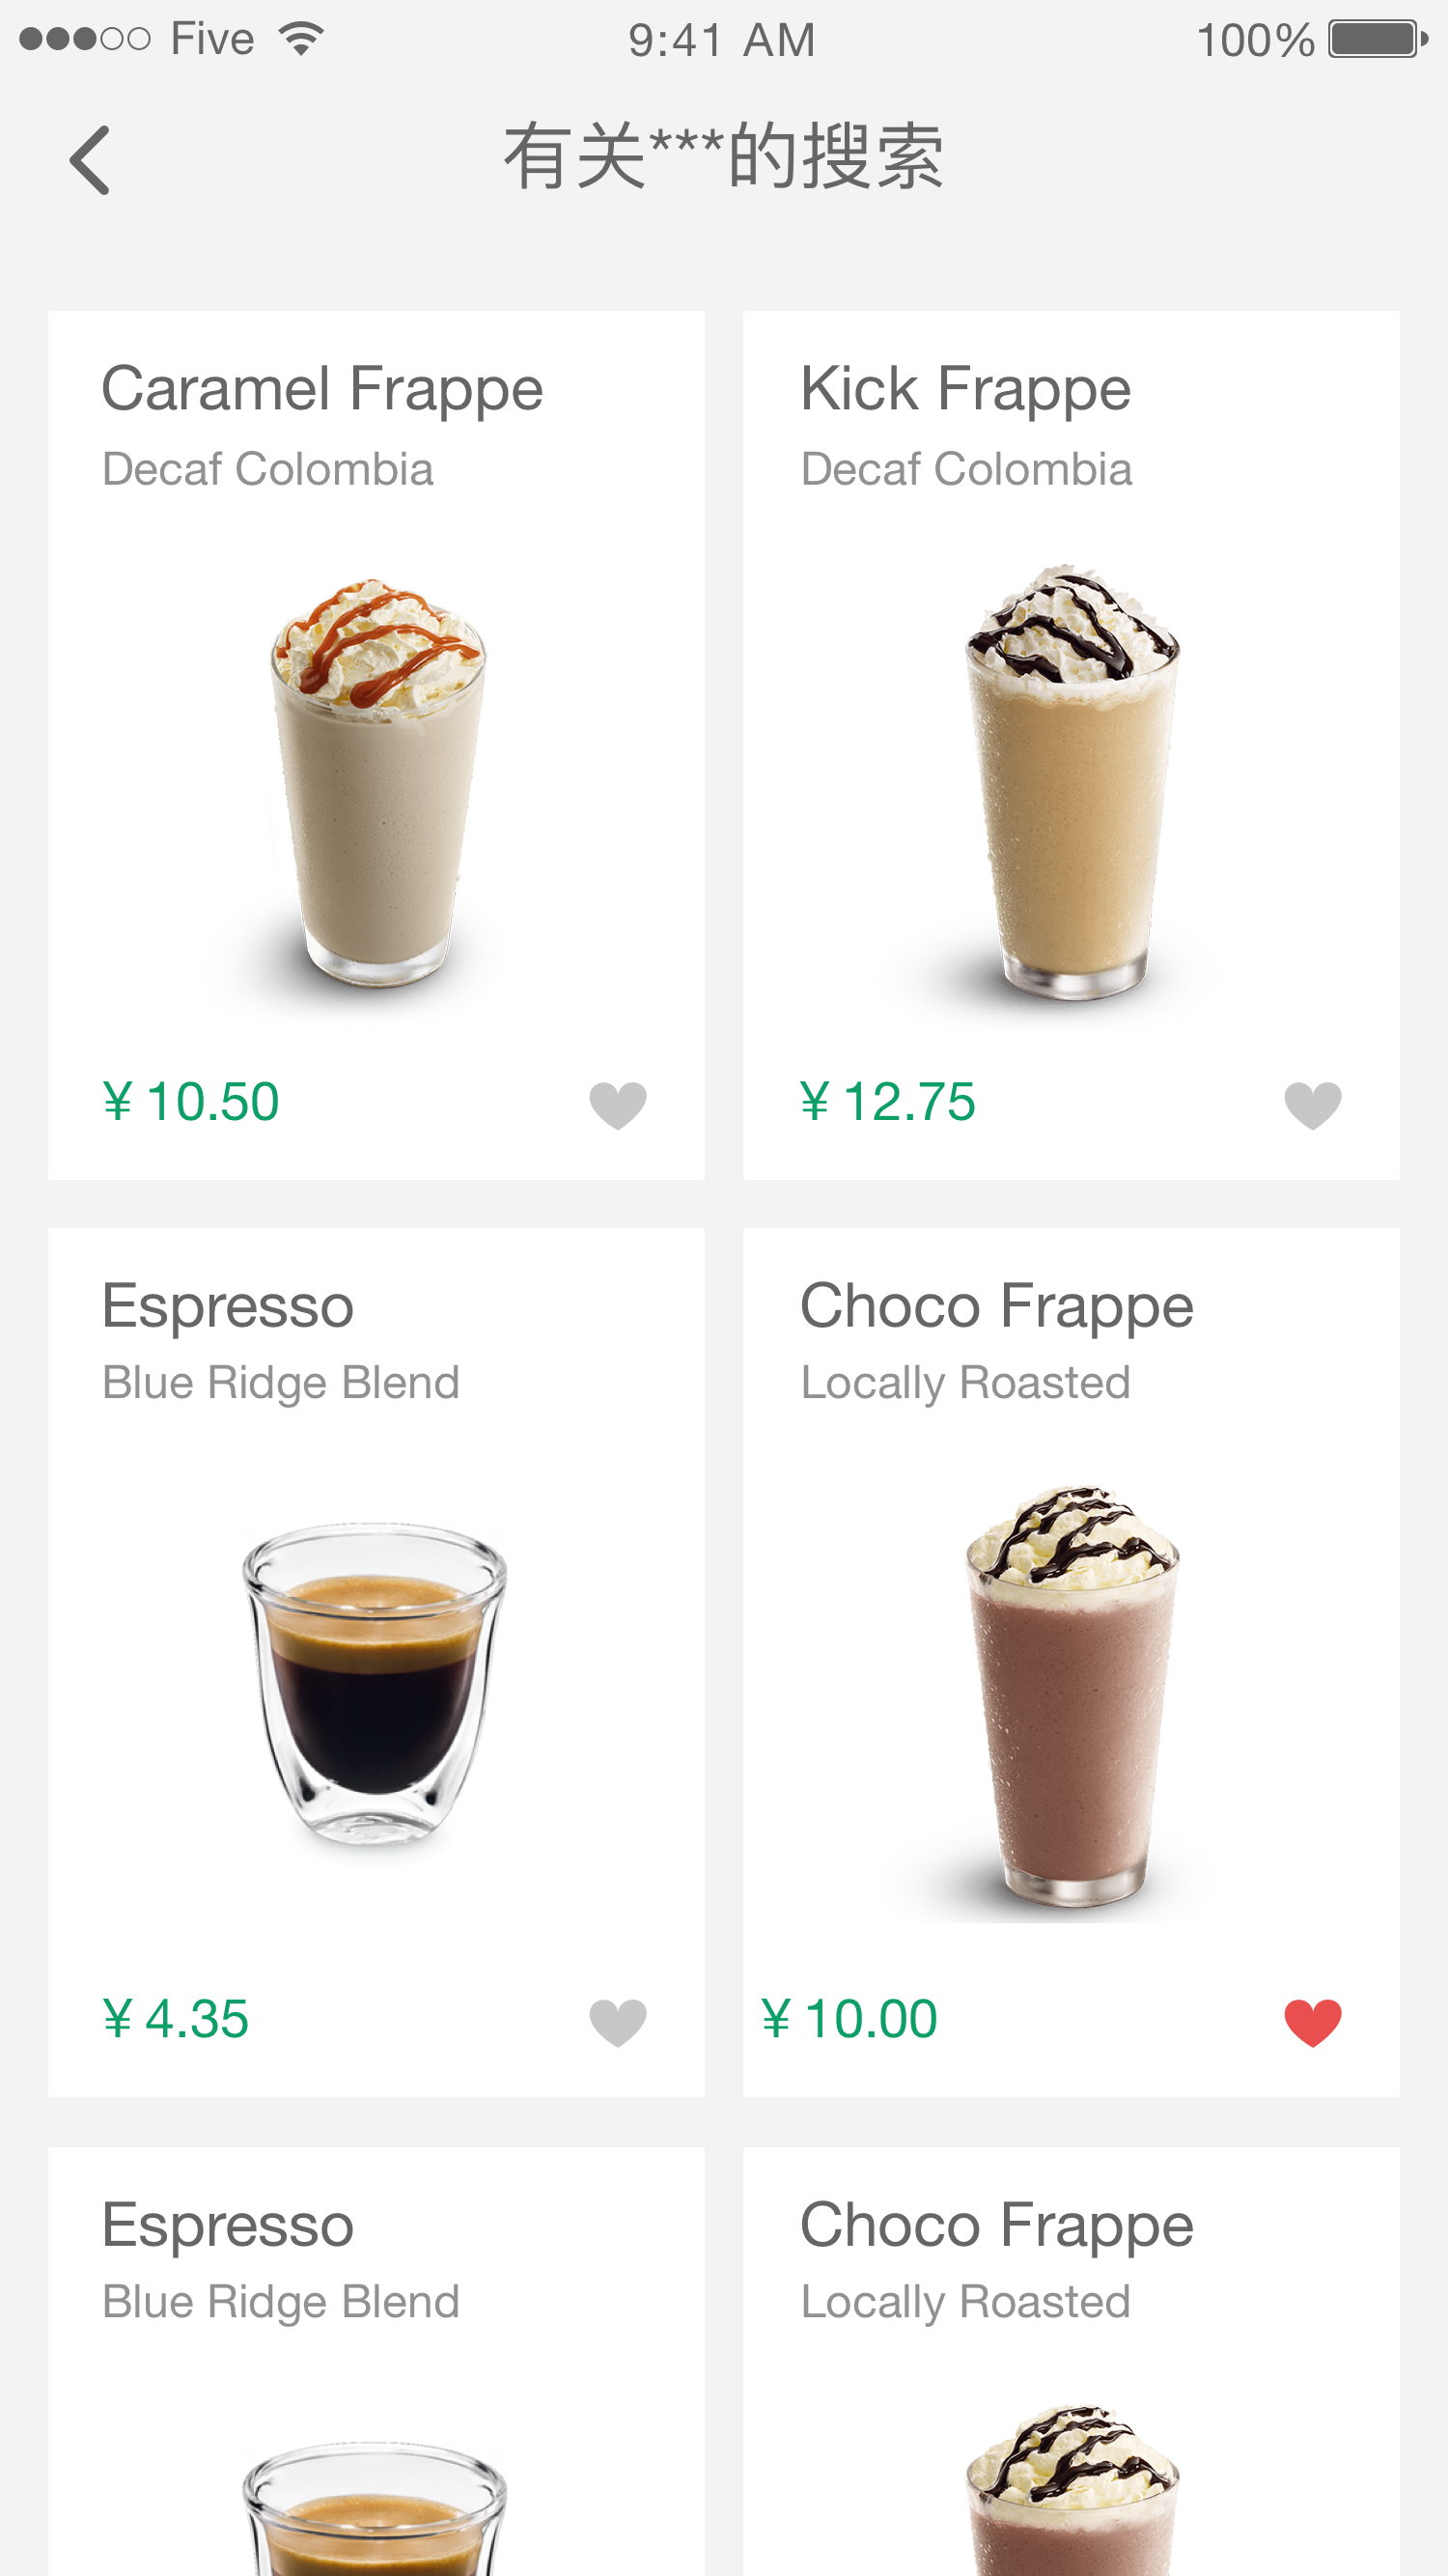 Five 9:41 AM 100%
有关***的搜索
Caramel Frappe
Decaf Colombia
¥ 10.50
Kick Frappe
Decaf Colombia
¥ 12.75
Espresso
Blue Ridge Blend
¥ 4.35
Choco Frappe
Locally Roasted
¥ 10.00
Espresso
Blue Ridge Blend
Choco Frappe
Locally Roasted